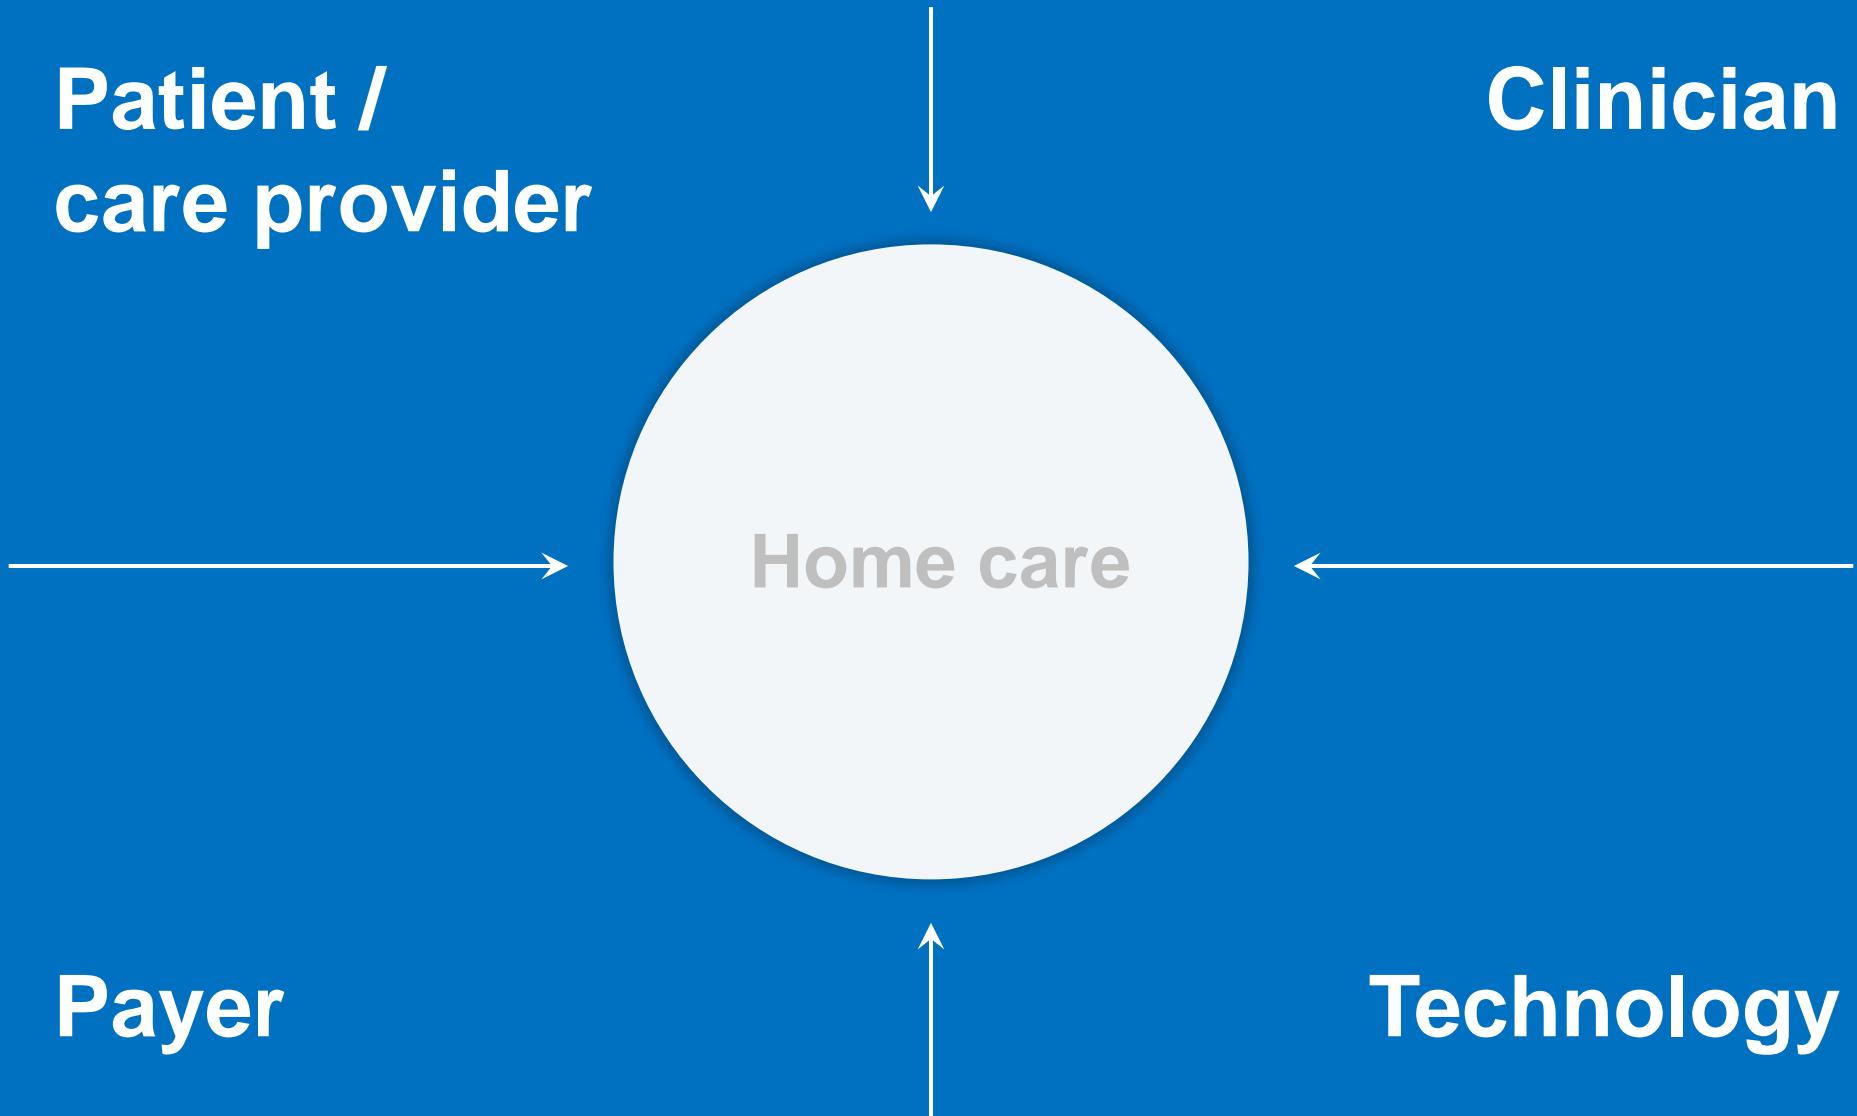 Patient /
care provider
Clinician
Home care
Payer
Technology